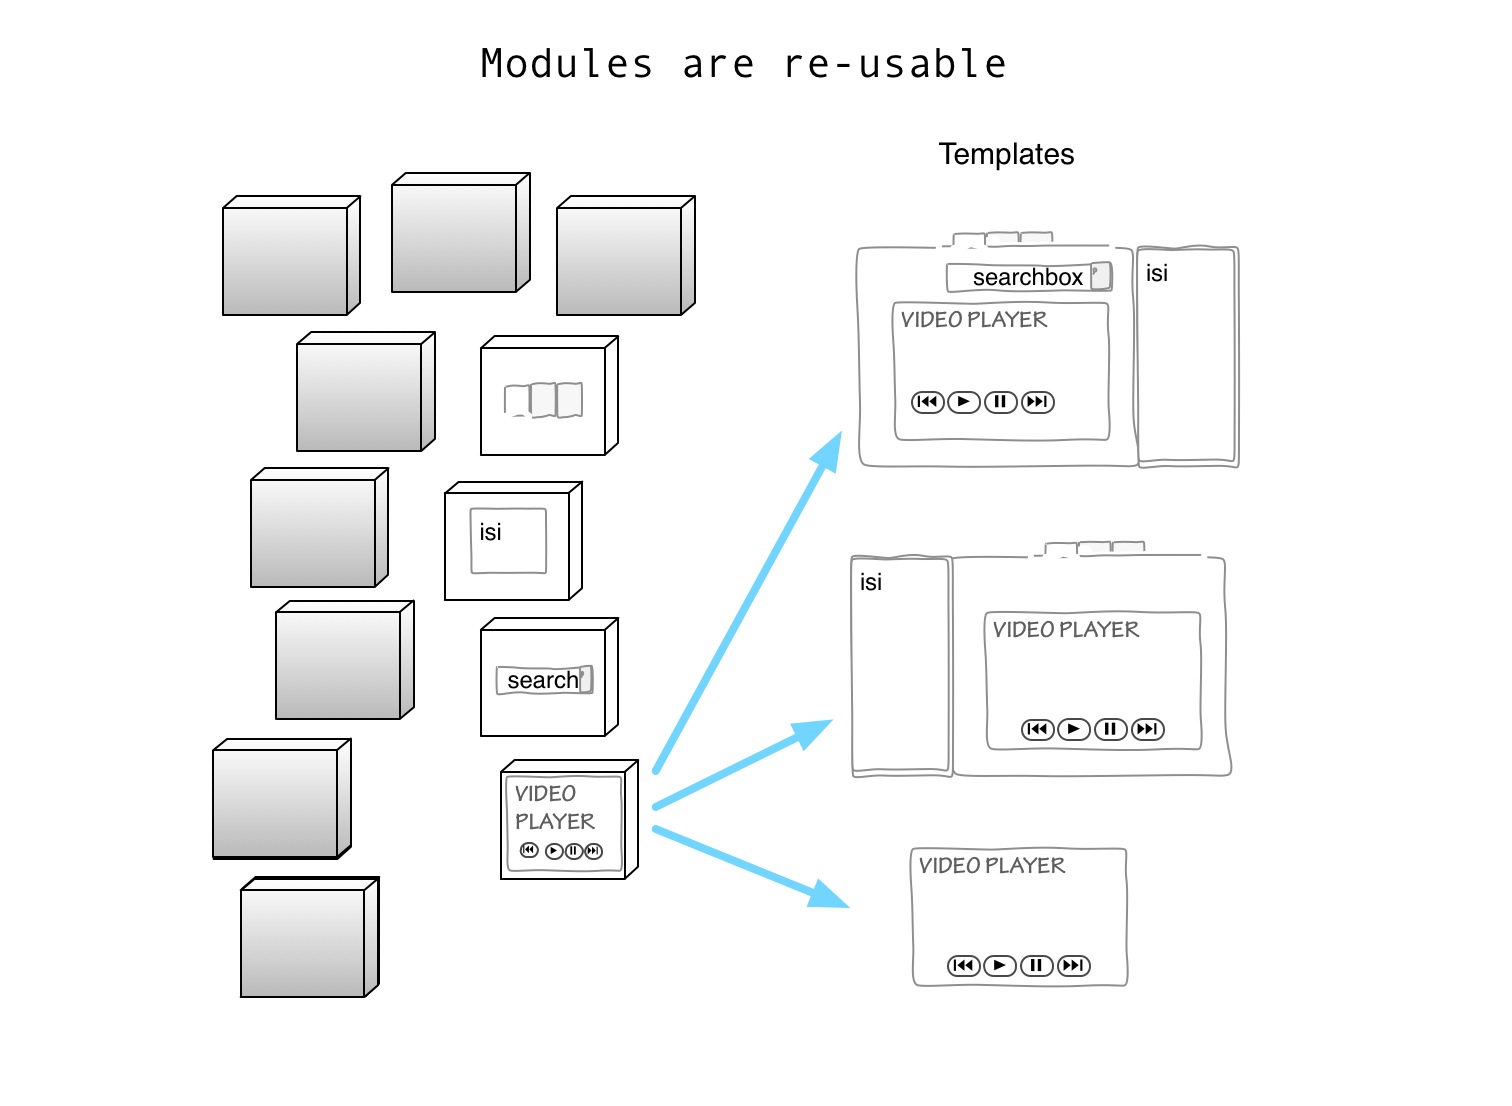 Modules are re-usable
Templates
isi
search
VIDEO
PLAYER
searchbox
isi
VIDEO PLAYER
isi
VIDEO PLAYER
VIDEO PLAYER